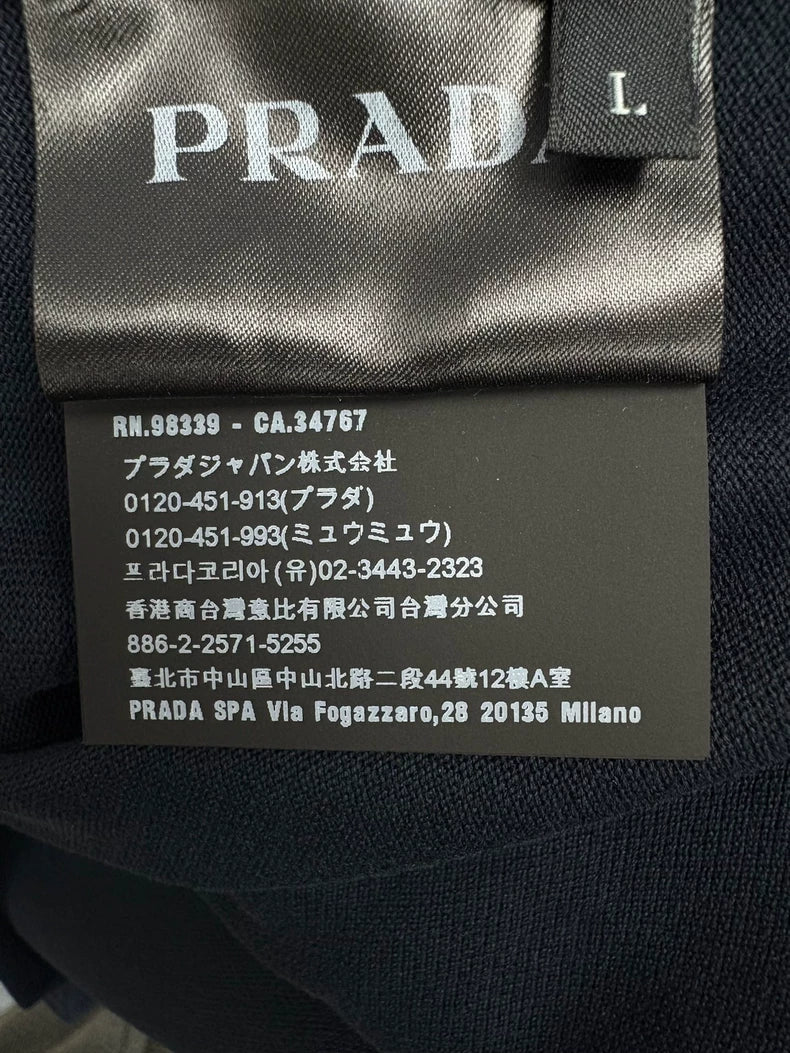 PRADA
L
RN.98339 - CA.34767
プラダジャパン株式会社
0120-451-913(プラダ)
0120-451-993(ミュウミュウ)
프라다코리아(유)02-3443-2323
香港商台灣意比有限公司台灣分公司
886-2-2571-5255
臺北市中山區中山北路二段44號12樓A室
PRADA SPA Via Fogazzaro,28 20135 Milano